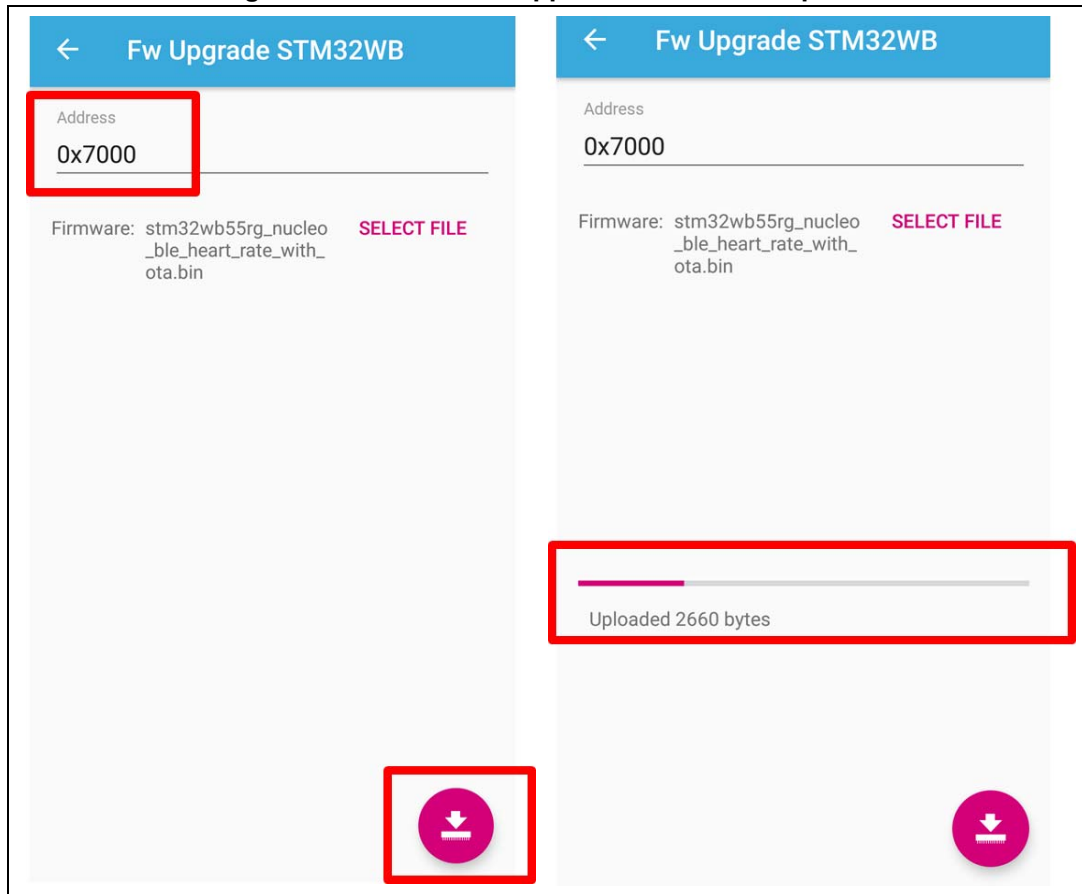 Fw Upgrade STM32WB
Address
0x7000
Firmware: stm32wb55rg_nucleo SELECT FILE
_ble_heart_rate_with_
ota.bin
Fw Upgrade STM32WB
Address
0x7000
Firmware: stm32wb55rg_nucleo SELECT FILE
_ble_heart_rate_with_
ota.bin
Uploaded 2660 bytes